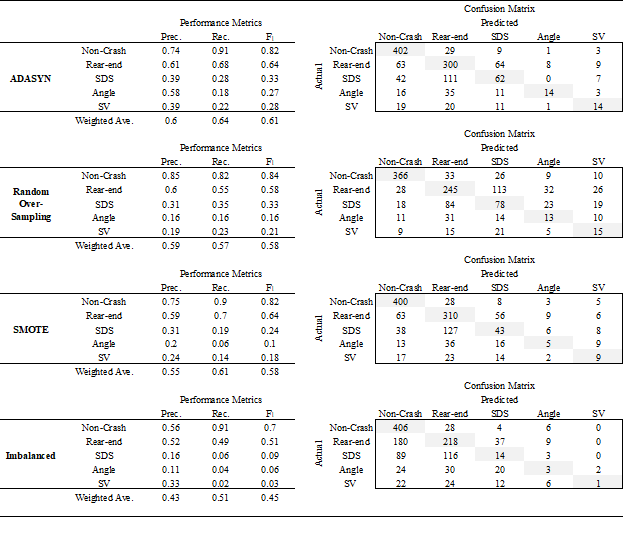 Confusion Matrix
Performance Metrics Predicted
Prec. Rec. F1 Non-Crash Rear-end SDS Angle SV
ADASYN Non-Crash 0.74 0.91 0.82 Actual Non-Crash 402 29 9 1 3
Rear-end 0.61 0.68 0.64 Rear-end 63 300 64 8 9
SDS 0.39 0.28 0.33 SDS 42 111 62 0 7
Angle 0.58 0.18 0.28 Angle 16 35 11 14 3
SV 0.39 0.22 0.28 SV 19 20 11 1 14
Weighted Ave. 0.6 0.64 0.61
Confusion Matrix
Performance Metrics Predicted
Prec. Rec. F1 Non-Crash Rear-end SDS Angle SV
Random Over-Sampling Non-Crash 0.85 0.82 0.84 Actual Non-Crash 366 33 26 9 10
Rear-end 0.6 0.55 0.58 Rear-end 28 245 113 32 26
SDS 0.31 0.35 0.33 SDS 18 84 78 23 19
Angle 0.16 0.16 0.16 Angle 11 31 14 13 10
SV 0.19 0.23 0.21 SV 9 15 21 5 15
Weighted Ave. 0.59 0.57 0.58
Confusion Matrix
Performance Metrics Predicted
Prec. Rec. F1 Non-Crash Rear-end SDS Angle SV
SMOTE Non-Crash 0.75 0.9 0.82 Actual Non-Crash 400 28 8 3 5
Rear-end 0.59 0.7 0.64 Rear-end 63 310 56 9 6
SDS 0.31 0.19 0.24 SDS 38 127 43 6 8
Angle 0.2 0.06 0.1 Angle 13 36 16 5 9
SV 0.24 0.14 0.18 SV 17 23 14 2 9
Weighted Ave. 0.55 0.61 0.58
Confusion Matrix
Performance Metrics Predicted
Prec. Rec. F1 Non-Crash Rear-end SDS Angle SV
Imbalanced Non-Crash 0.56 0.91 0.7 Actual Non-Crash 406 28 4 6 0
Rear-end 0.52 0.49 0.51 Rear-end 180 218 37 9 0
SDS 0.16 0.06 0.09 SDS 89 116 14 3 0
Angle 0.11 0.04 0.06 Angle 24 30 20 3 2
SV 0.33 0.02 0.03 SV 22 24 12 6 1
Weighted Ave. 0.43 0.51 0.45